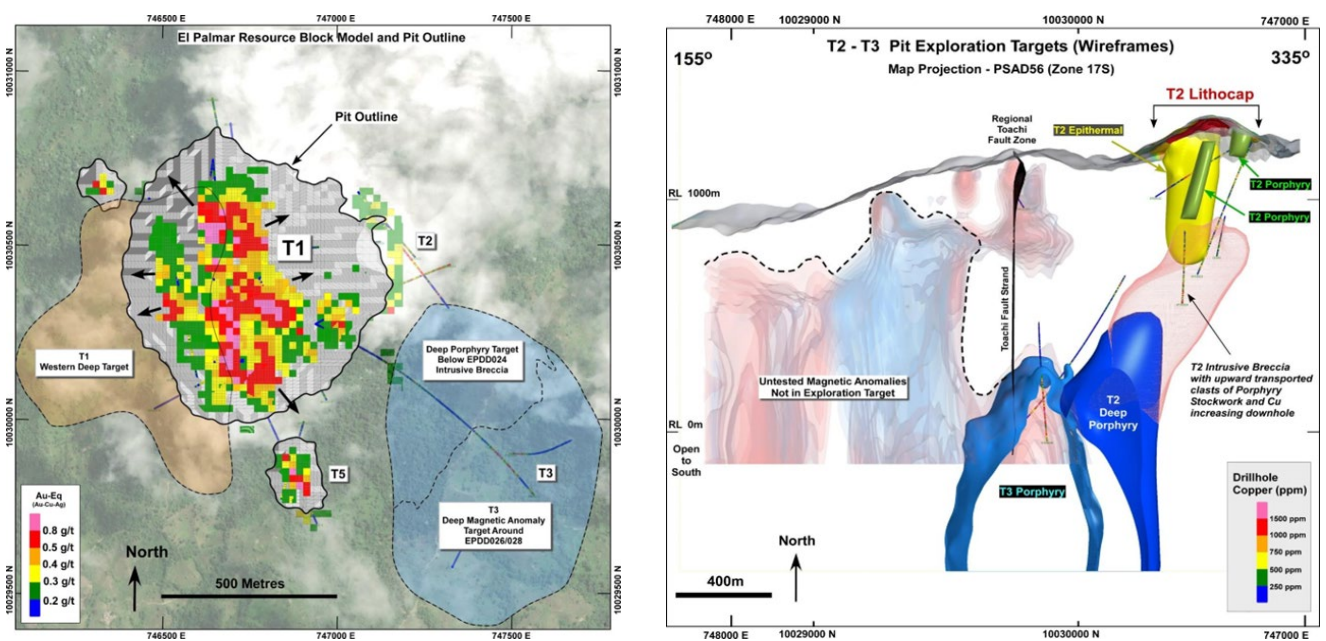 746500 E
747000 E
747500 E
El Palmar Resource Block Model and Pit Outline
10031000 N
10031000 N
Pit Outline
T1
T2
10030500 N
10030500 N
T1
Western Deep Target
Deep Porphyry Target
Below EPDD024
Intrusive Breccia
10030000 N
10030000 N
T5
T3
T3
Deep Magnetic Anomaly
Target Around
EPDD026/028
Au-Eq
(Au-Cu-Ag)
0.8 g/t
0.5 g/t
0.4 g/t
0.3 g/t
0.2 g/t
North
500 Metres
10029500 N
10029500 N
746500 E
747000 E
747500 E
748000 E
10029000 N
10030000 N
747000 E
T2 - T3 Pit Exploration Targets (Wireframes)
155º
335º
Map Projection - PSAD56 (Zone 17S)
T2 Lithocap
Regional
Toachi
Fault Zone
T2 Epithermal
T2 Porphyry
T2 Porphyry
RL 1000m
Toachi Fault Strand
Untested Magnetic Anomalies
Not in Exploration Target
T2 Intrusive Breccia
with upward transported
clasts of Porphyry
Stockwork and Cu
increasing downhole
T2
Deep
Porphyry
RL 0m
Open
to
South
T3 Porphyry
Drillhole
Copper (ppm)
1500 ppm
1000 ppm
750 ppm
500 ppm
250 ppm
North
400m
748000 E
10029000 N
10030000 N
747000 E